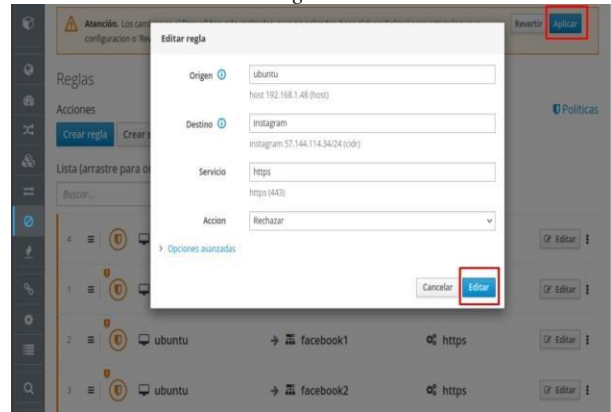 Atención. Los cam
configuracion o 'Rev
Revertir
Aplicar
Editar regla
Origen
ubuntu
host 192.168.1.48 (host)
Destino
instagram
instagram 57.144.114.34/24 (cidr)
Servicio
https
https (443)
Accion
Rechazar
> Opciones avanzadas
Cancelar
Editar
Reglas
Acciones
Políticas
Crear regla
Crear s
Lista (arrastre para o
Buscar...
4
Editar
1
Editar
2 ubuntu → facebook1 https Editar
3 ubuntu → facebook2 https Editar